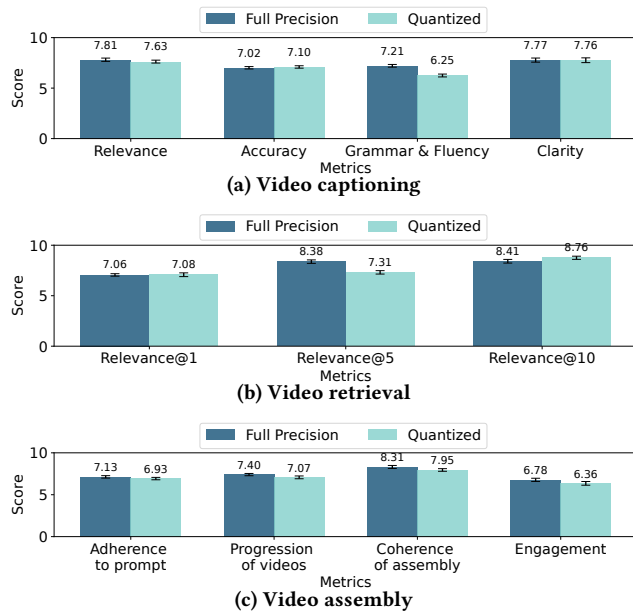 Full Precision Quantized
10
5
0
Score
7.81 7.63 7.02 7.10 7.21 6.25 7.77 7.76
Relevance Accuracy Grammar & Fluency Clarity
Metrics
(a) Video captioning
Full Precision Quantized
10
5
0
Score
7.06 7.08 8.38 7.31 8.41 8.76
Relevance@1 Relevance@5 Relevance@10
Metrics
(b) Video retrieval
Full Precision Quantized
10
5
0
Score
7.13 6.93 7.40 7.07 8.31 7.95 6.78 6.36
Adherence Progression Coherence Engagement
to prompt of videos of assembly
Metrics
(c) Video assembly